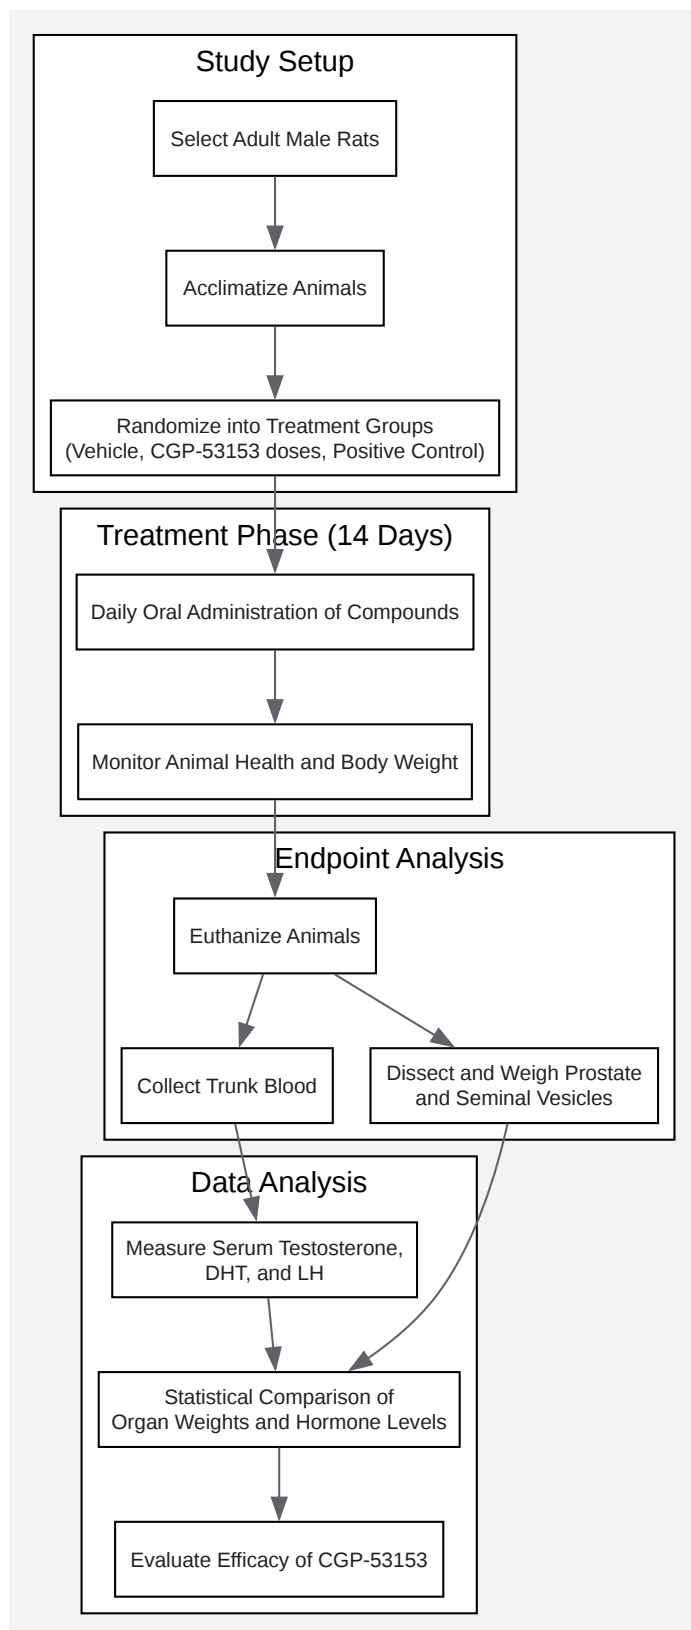 Study Setup
Select Adult Male Rats
Acclimatize Animals
Randomize into Treatment Groups
(Vehicle, CGP-53153 doses, Positive Control)
Treatment Phase (14 Days)
Daily Oral Administration of Compounds
Monitor Animal Health and Body Weight
Endpoint Analysis
Euthanize Animals
Collect Trunk Blood
Dissect and Weigh Prostate
and Seminal Vesicles
Data Analysis
Measure Serum Testosterone,
DHT, and LH
Statistical Comparison of
Organ Weights and Hormone Levels
Evaluate Efficacy of CGP-53153